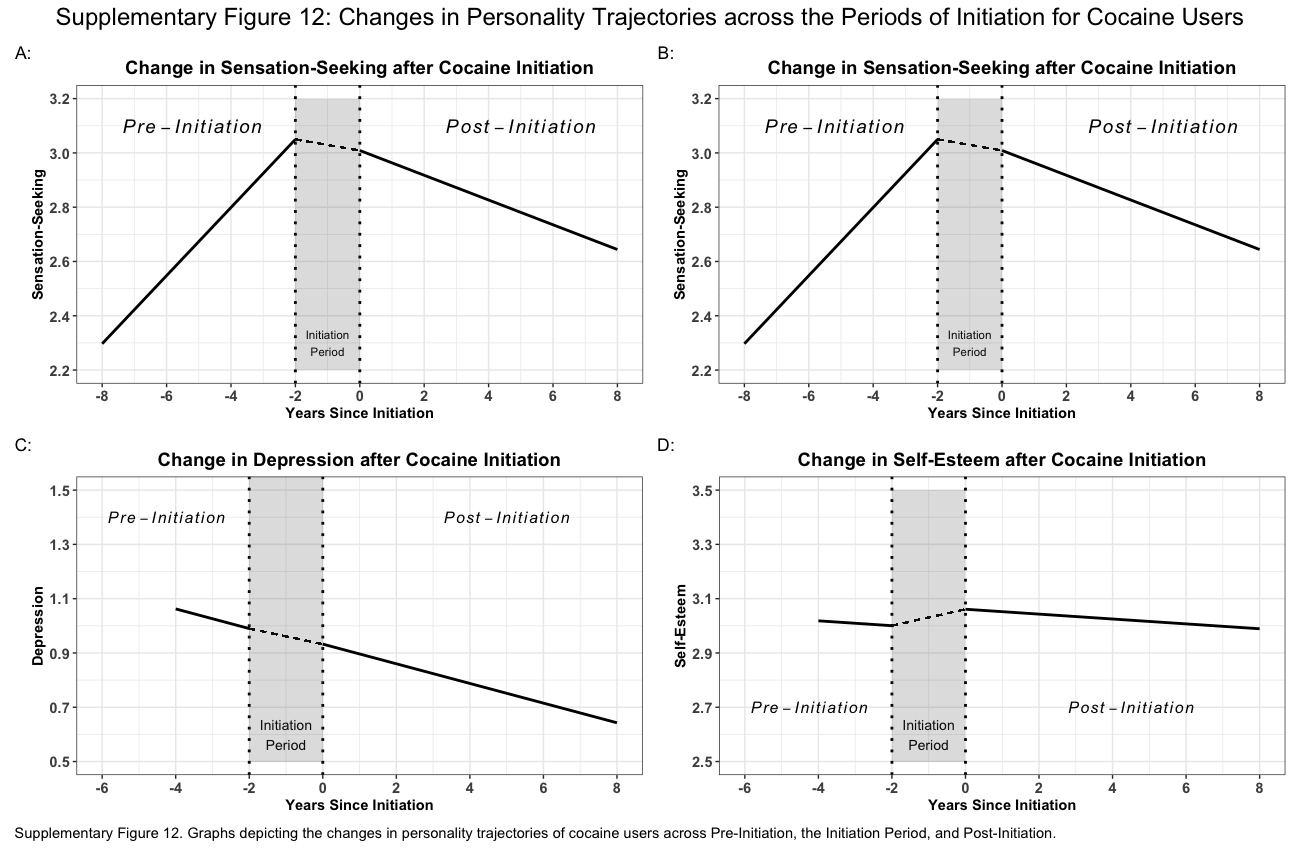 Supplementary Figure 12: Changes in Personality Trajectories across the Periods of Initiation for Cocaine Users
A:
Change in Sensation-Seeking after Cocaine Initiation
Sensation-Seeking
3.2
3.0
2.8
2.6
2.4
2.2
Pre – Initiation
Post – Initiation
Initiation
Period
-8 -6 -4 -2 0 2 4 6 8
Years Since Initiation
B:
Change in Sensation-Seeking after Cocaine Initiation
Sensation-Seeking
3.2
3.0
2.8
2.6
2.4
2.2
Pre – Initiation
Post – Initiation
Initiation
Period
-8 -6 -4 -2 0 2 4 6 8
Years Since Initiation
C:
Change in Depression after Cocaine Initiation
Depression
1.5
1.3
1.1
0.9
0.7
0.5
Pre – Initiation
Post – Initiation
Initiation
Period
-6 -4 -2 0 2 4 6 8
Years Since Initiation
D:
Change in Self-Esteem after Cocaine Initiation
Self-Esteem
3.5
3.3
3.1
2.9
2.7
2.5
Pre – Initiation
Post – Initiation
Initiation
Period
-6 -4 -2 0 2 4 6 8
Years Since Initiation
Supplementary Figure 12. Graphs depicting the changes in personality trajectories of cocaine users across Pre-Initiation, the Initiation Period, and Post-Initiation.